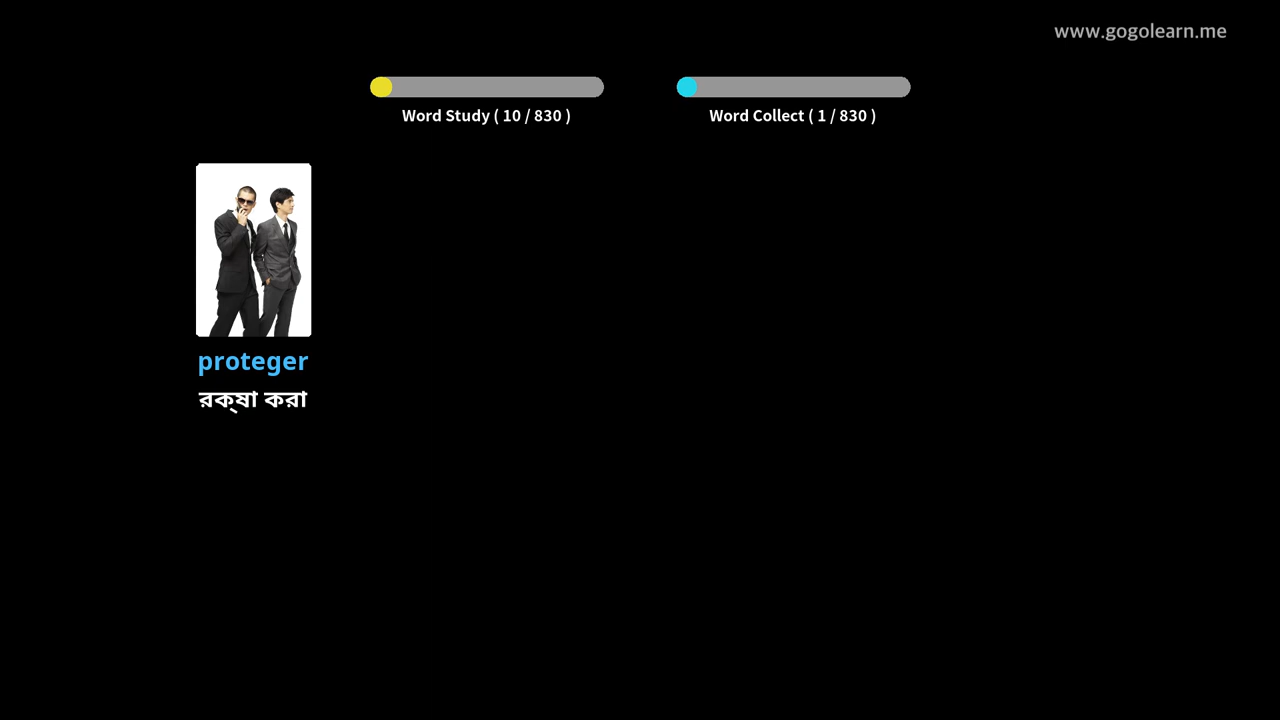 www.gogolearn.me
Word Study ( 10 / 830 )
Word Collect ( 1 / 830 )
proteger
রক্ষা করা